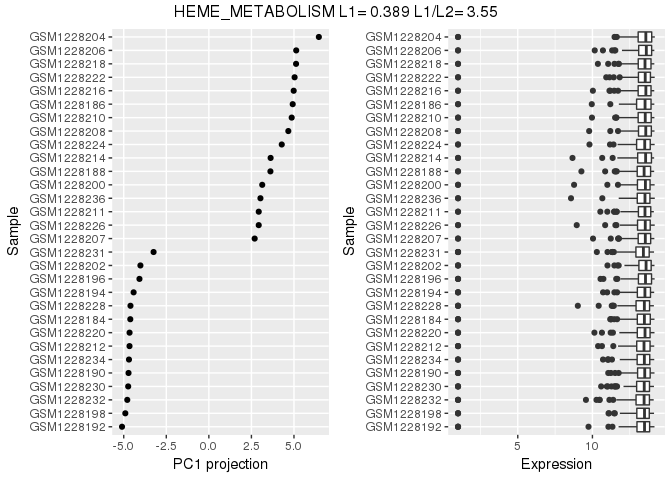 HEME_METABOLISM L1= 0.389 L1/L2= 3.55
Sample
GSM1228204
GSM1228206
GSM1228218
GSM1228222
GSM1228216
GSM1228186
GSM1228210
GSM1228208
GSM1228224
GSM1228214
GSM1228188
GSM1228200
GSM1228236
GSM1228211
GSM1228226
GSM1228207
GSM1228231
GSM1228202
GSM1228196
GSM1228194
GSM1228228
GSM1228184
GSM1228220
GSM1228212
GSM1228234
GSM1228190
GSM1228230
GSM1228232
GSM1228198
GSM1228192
-5.0 -2.5 0.0 2.5 5.0
PC1 projection
Sample
GSM1228204
GSM1228206
GSM1228218
GSM1228222
GSM1228216
GSM1228186
GSM1228210
GSM1228208
GSM1228224
GSM1228214
GSM1228188
GSM1228200
GSM1228236
GSM1228211
GSM1228226
GSM1228207
GSM1228231
GSM1228202
GSM1228196
GSM1228194
GSM1228228
GSM1228184
GSM1228220
GSM1228212
GSM1228234
GSM1228190
GSM1228230
GSM1228232
GSM1228198
GSM1228192
5 10
Expression